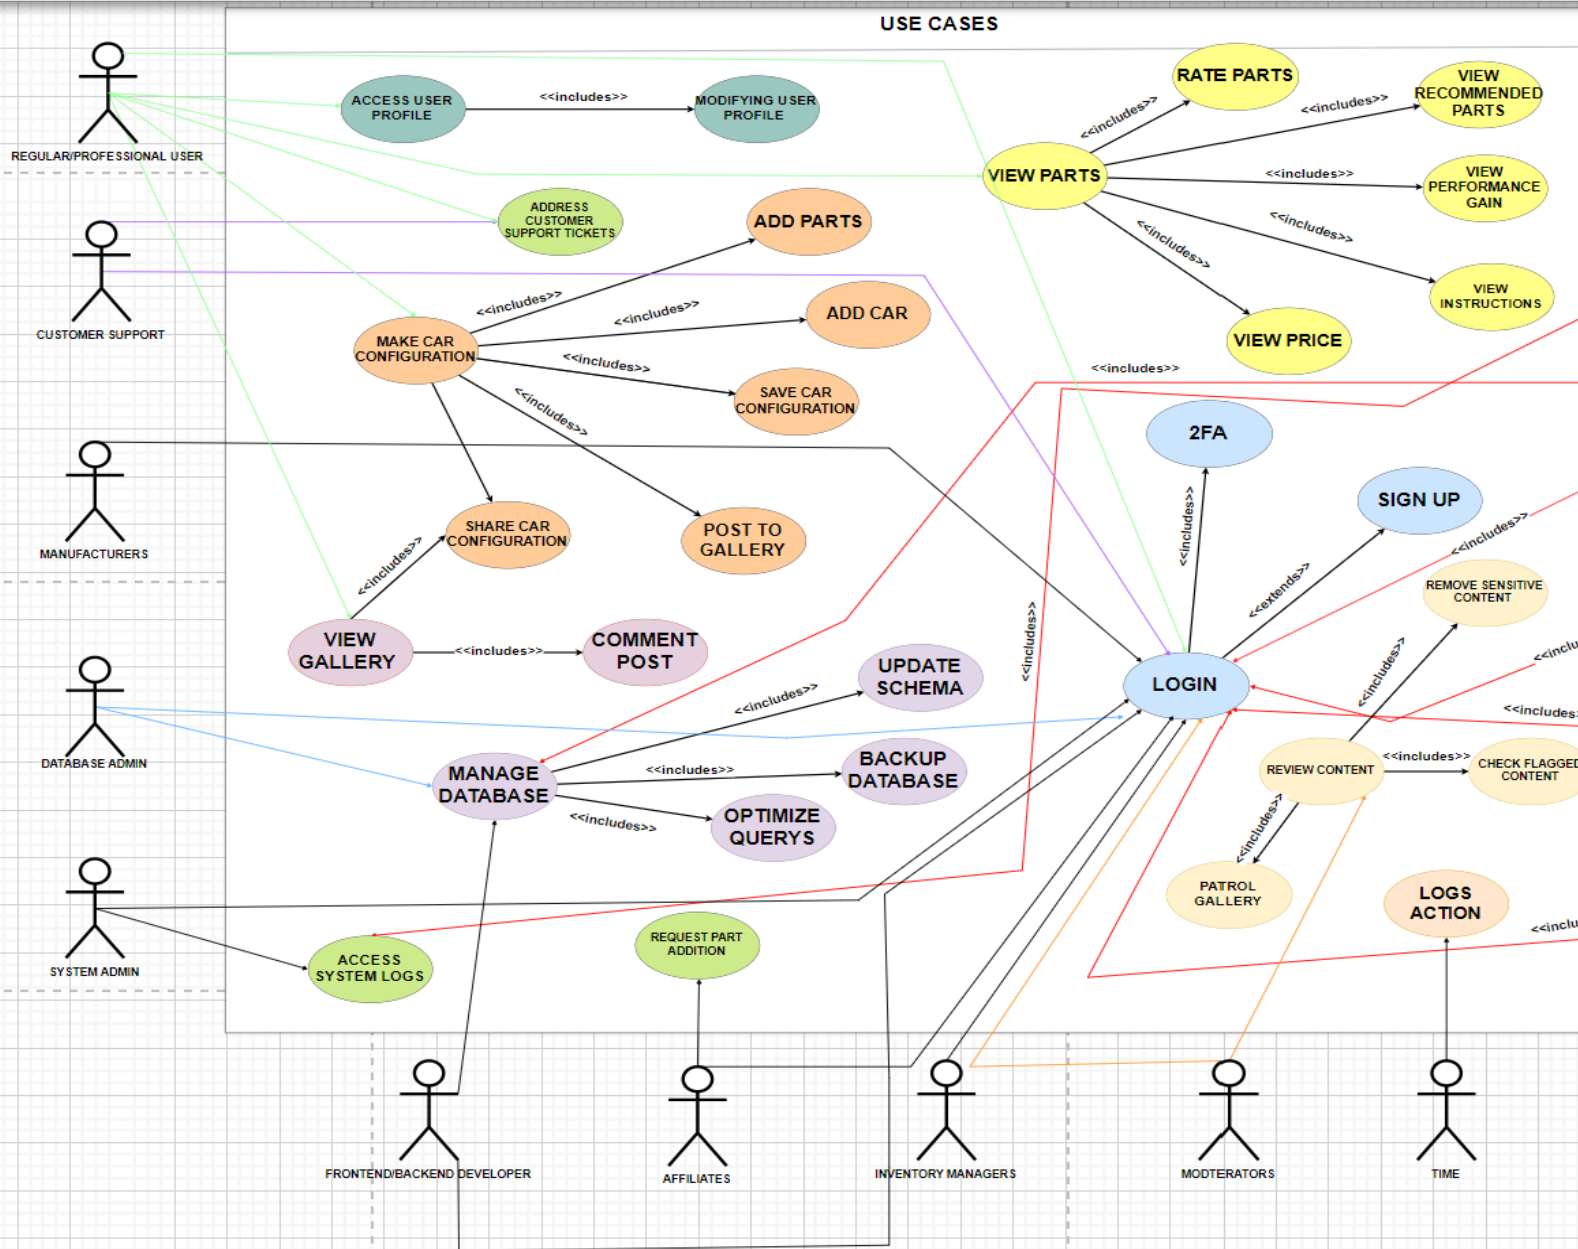 USE CASES
REGULAR/PROFESSIONAL USER
ACCESS USER
PROFILE
<<includes>>
MODIFYING USER
PROFILE
RATE PARTS
<<includes>>
VIEW
RECOMMENDED
PARTS
<<includes>>
VIEW PARTS
<<includes>>
VIEW
PERFORMANCE
GAIN
<<includes>>
VIEW
INSTRUCTIONS
<<includes>>
VIEW PRICE
ADDRESS
CUSTOMER
SUPPORT TICKETS
CUSTOMER SUPPORT
ADD PARTS
<<includes>>
ADD CAR
<<includes>>
MAKE CAR
CONFIGURATION
<<includes>>
SAVE CAR
CONFIGURATION
<<includes>>
<<includes>>
2FA
<<includes>>
SIGN UP
<<extends>>
<<includes>>
MANUFACTURERS
SHARE CAR
CONFIGURATION
POST TO
GALLERY
<<includes>>
VIEW
GALLERY
<<includes>>
COMMENT
POST
<<includes>>
REMOVE SENSITIVE
CONTENT
<<includes>>
<<inclu
LOGIN
<<includes>
UPDATE
SCHEMA
<<includes>>
DATABASE ADMIN
MANAGE
DATABASE
<<includes>>
BACKUP
DATABASE
<<includes>>
OPTIMIZE
QUERYS
REVIEW CONTENT
<<includes>>
CHECK FLAGGED
CONTENT
<<includes>>
PATROL
GALLERY
LOGS
ACTION
<<inclu
SYSTEM ADMIN
ACCESS
SYSTEM LOGS
REQUEST PART
ADDITION
FRONTEND/BACKEND DEVELOPER
AFFILIATES
INVENTORY MANAGERS
MODTERATORS
TIME